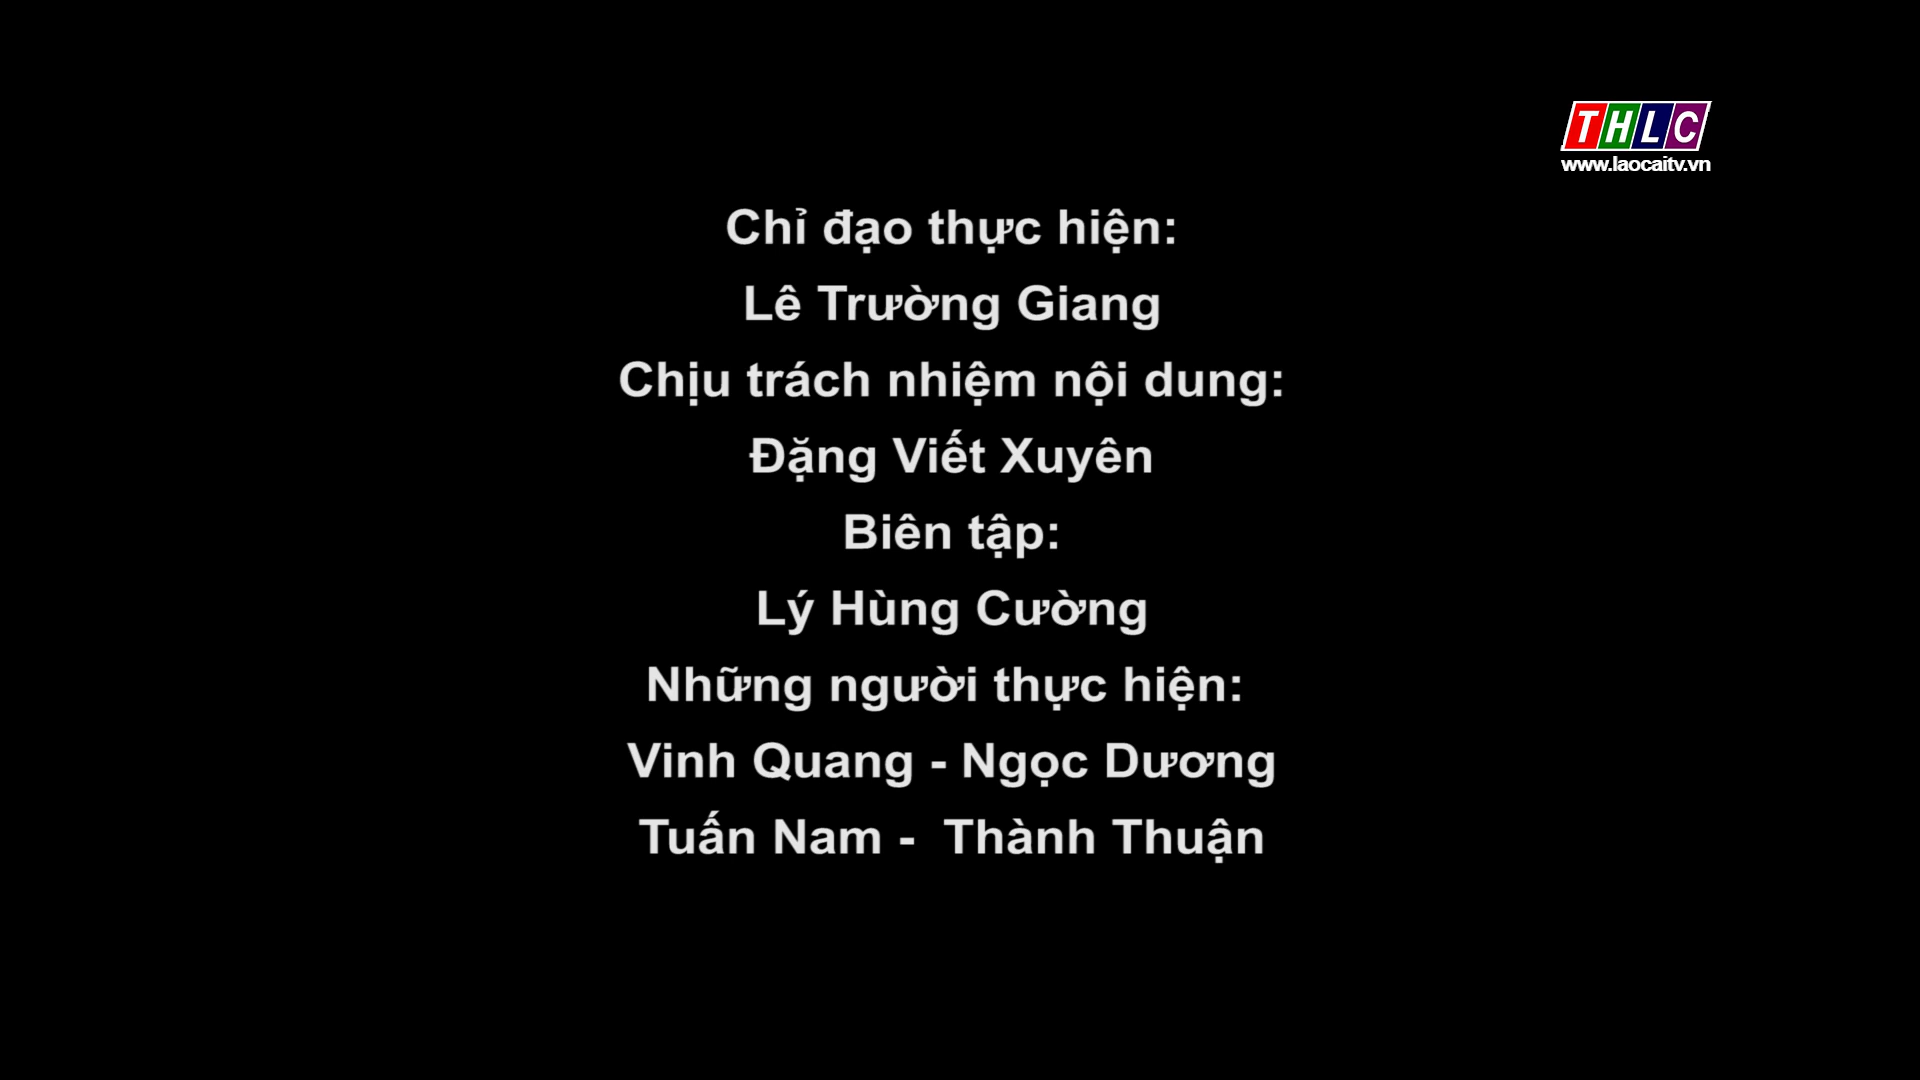 THLC
www.laocaitv.vn
Chỉ đạo thực hiện:
Lê Trường Giang
Chịu trách nhiệm nội dung:
Đặng Viết Xuyên
Biên tập:
Lý Hùng Cường
Những người thực hiện:
Vinh Quang - Ngọc Dương
Tuấn Nam - Thành Thuận